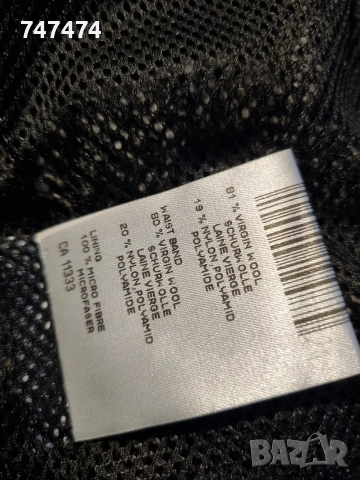 747474
81 % VIRGIN WOOL
SCHURWOLLE
LAINE VIERGE
19 % NYLON,POLYAMID
POLYAMIDE
WAIST BAND
80 % VIRGIN WOOL
SCHURWOLLE
LAINE VIERGE
20 % NYLON,POLYAMID
POLYAMIDE
LINING
100 % MICRO FIBRE
MICROFASER
CA 11333
BAZAR